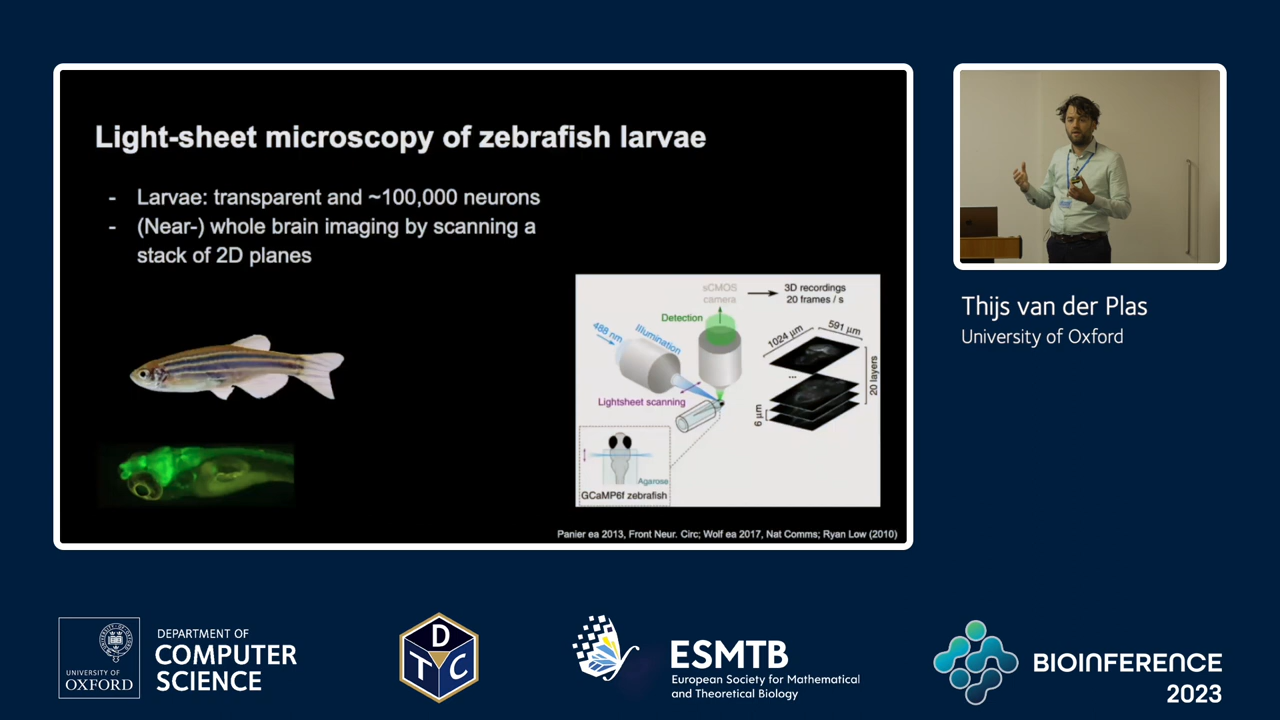 Light-sheet microscopy of zebrafish larvae
- Larvae: transparent and ~100,000 neurons
- (Near-) whole brain imaging by scanning a
stack of 2D planes
sCMOS
camera
3D recordings
20 frames / s
Detection
488 nm
Illumination
1024 µm
591 µm
...
20 layers
Lightsheet scanning
6 µm
Agarose
GCaMP6f zebrafish
Panier ea 2013, Front Neur. Circ; Wolf ea 2017, Nat Comms; Ryan Low (2010)
Thijs van der Plas
University of Oxford
UNIVERSITY OF
OXFORD
DEPARTMENT OF
COMPUTER
SCIENCE
D
T C
ESMTB
European Society for Mathematical
and Theoretical Biology
BIOINFERENCE
2023